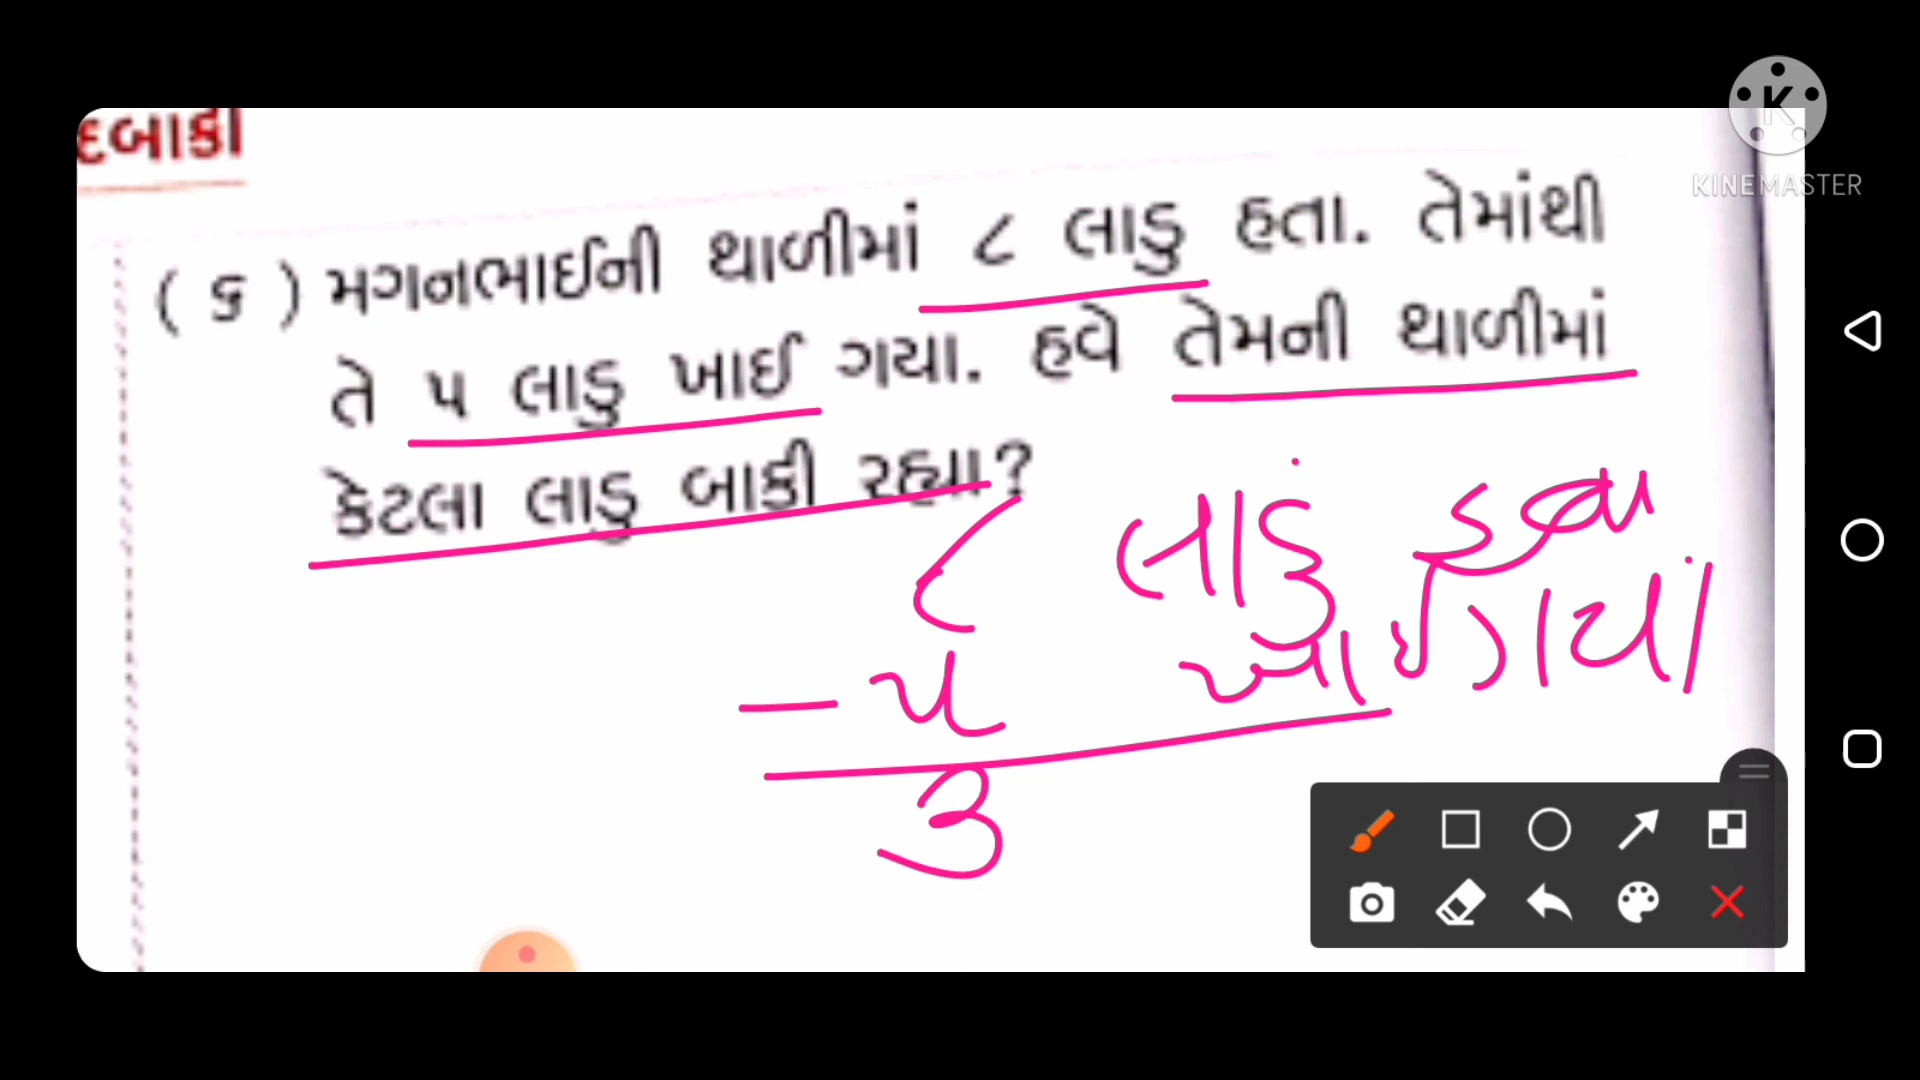 દબાકી
KINEMASTER
( ક ) મગનભાઈની થાળીમાં ૮ લાડુ હતા. તેમાંથી
તે ૫ લાડુ ખાઈ ગયા. હવે તેમની થાળીમાં
કેટલા લાડુ બાકી રહ્યા?
૮ લાડુ હતા
– ૫ ખાઈ ગયાં
૩